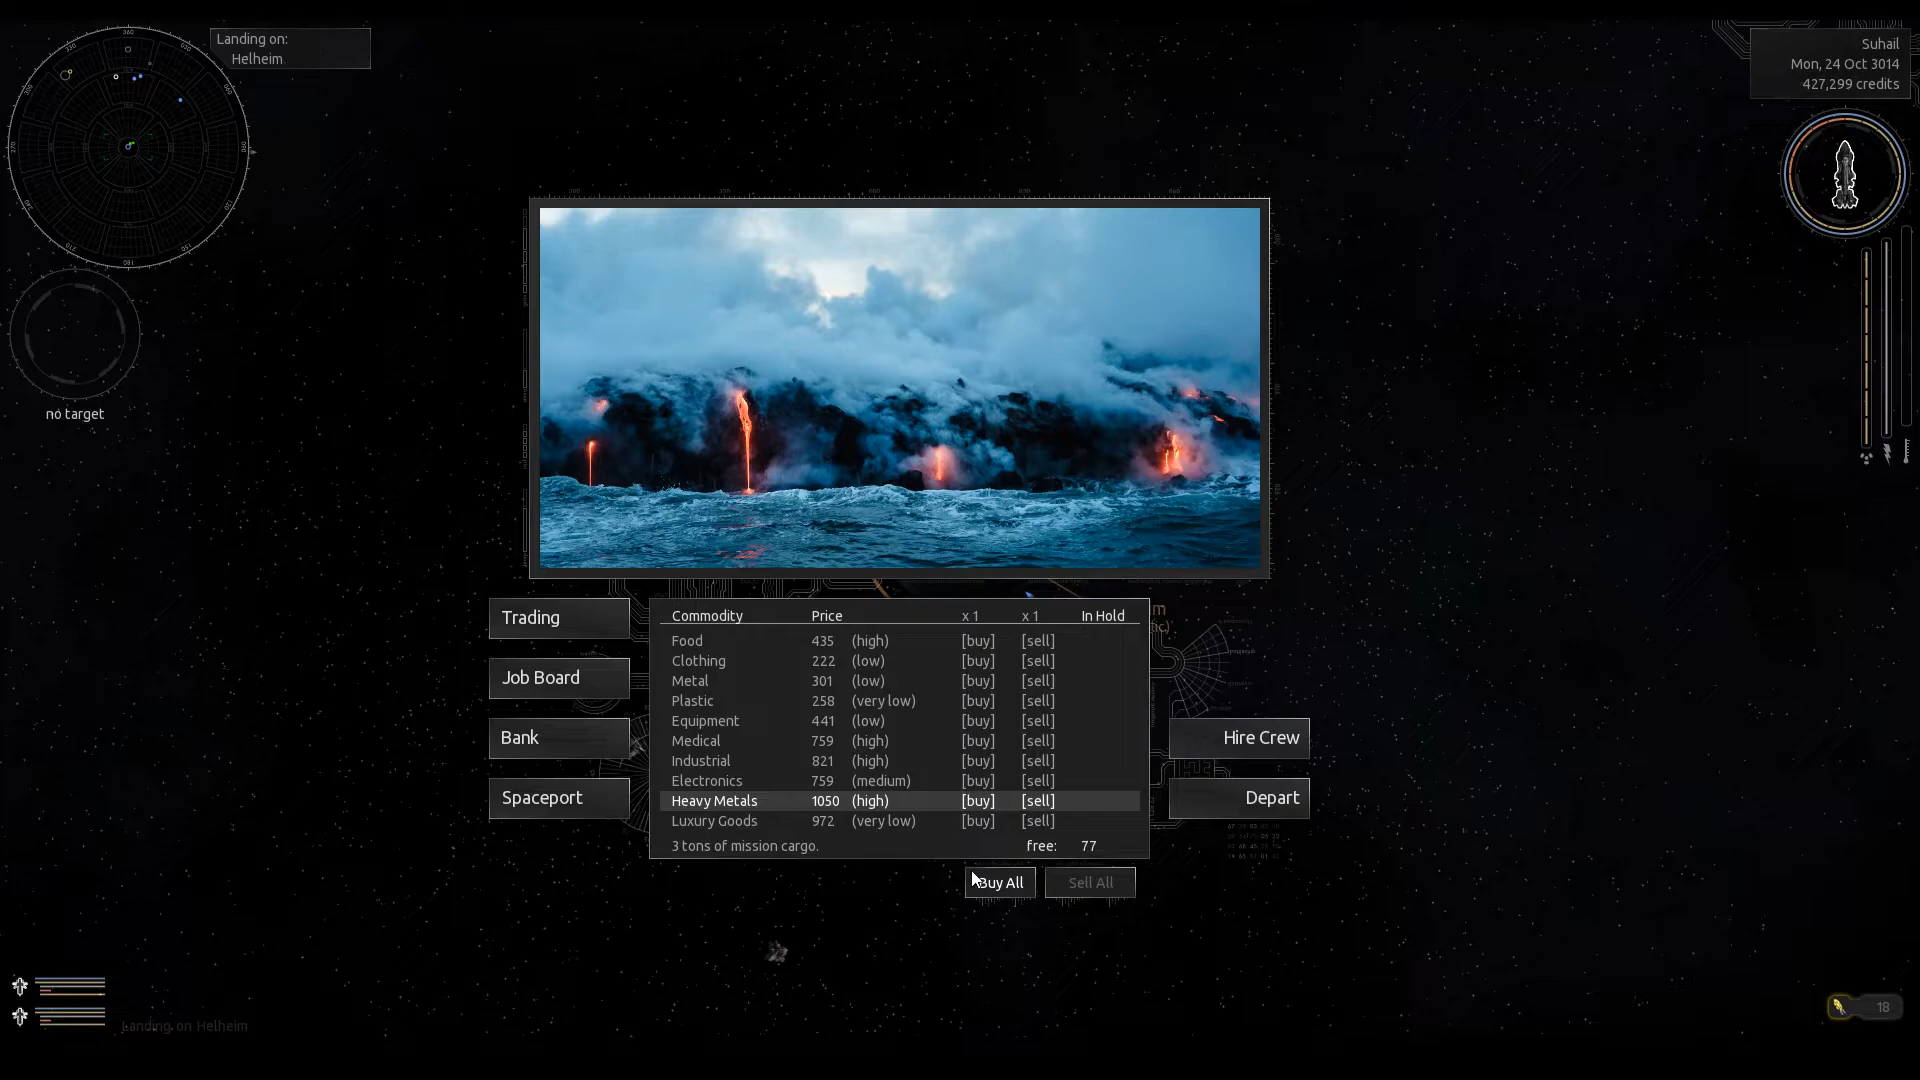 Landing on:
Helheim
Suhail
Mon, 24 Oct 3014
427,299 credits
no target
Trading
Job Board
Bank
Spaceport
Commodity Price x 1 x 1 In Hold
Food 435 (high) [buy] [sell]
Clothing 222 (low) [buy] [sell]
Metal 301 (low) [buy] [sell]
Plastic 258 (very low) [buy] [sell]
Equipment 441 (low) [buy] [sell]
Medical 759 (high) [buy] [sell]
Industrial 821 (high) [buy] [sell]
Electronics 759 (medium) [buy] [sell]
Heavy Metals 1050 (high) [buy] [sell]
Luxury Goods 972 (very low) [buy] [sell]
3 tons of mission cargo. free: 77
Hire Crew
Depart
Buy All Sell All
Landing on Helheim
18